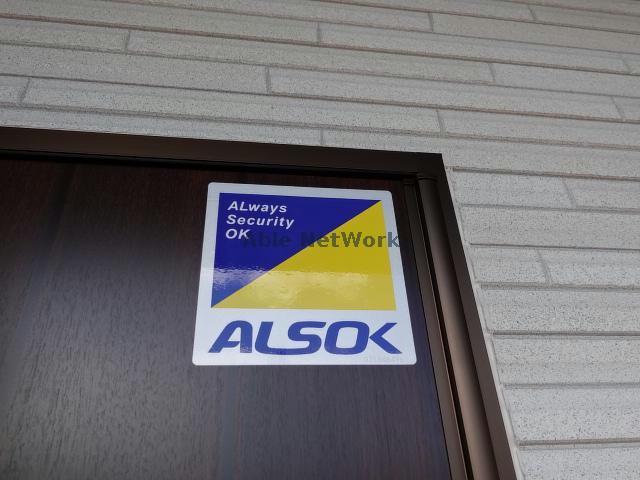 ALways
Security
OK
Able NetWork
ALSOK